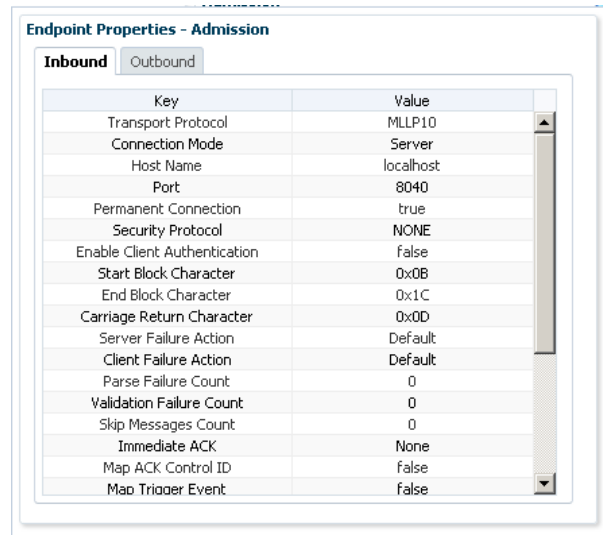 Endpoint Properties - Admission
Inbound Outbound
Key Value
Transport Protocol MLLP10
Connection Mode Server
Host Name localhost
Port 8040
Permanent Connection true
Security Protocol NONE
Enable Client Authentication false
Start Block Character 0x0B
End Block Character 0x1C
Carriage Return Character 0x0D
Server Failure Action Default
Client Failure Action Default
Parse Failure Count 0
Validation Failure Count 0
Skip Messages Count 0
Immediate ACK None
Map ACK Control ID false
Map Trigger Event false